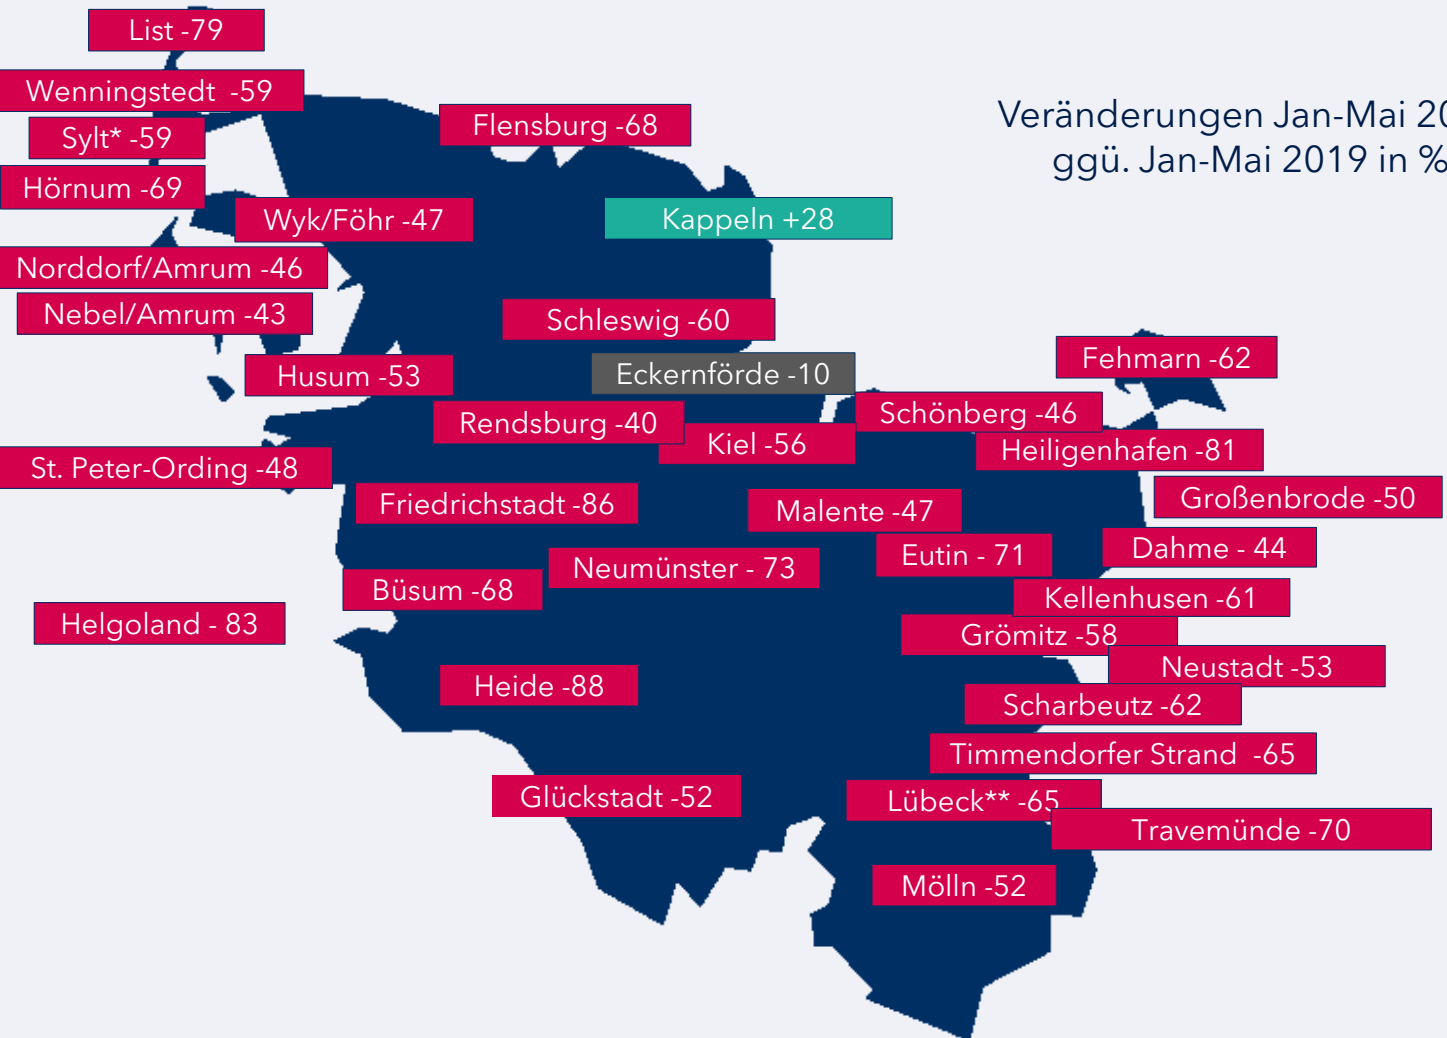 List -79
Wenningstedt -59
Sylt* -59
Hörnum -69
Flensburg -68
Veränderungen Jan-Mai 20
ggü. Jan-Mai 2019 in %
Wyk/Föhr -47
Kappeln +28
Norddorf/Amrum -46
Nebel/Amrum -43
Schleswig -60
Husum -53
Eckernförde -10
Fehmarn -62
Rendsburg -40
Kiel -56
Schönberg -46
Heiligenhafen -81
St. Peter-Ording -48
Friedrichstadt -86
Malente -47
Großenbrode -50
Neumünster - 73
Eutin - 71
Dahme - 44
Büsum -68
Kellenhusen -61
Helgoland - 83
Grömitz -58
Neustadt -53
Heide -88
Scharbeutz -62
Timmendorfer Strand -65
Glückstadt -52
Lübeck** -65
Travemünde -70
Mölln -52